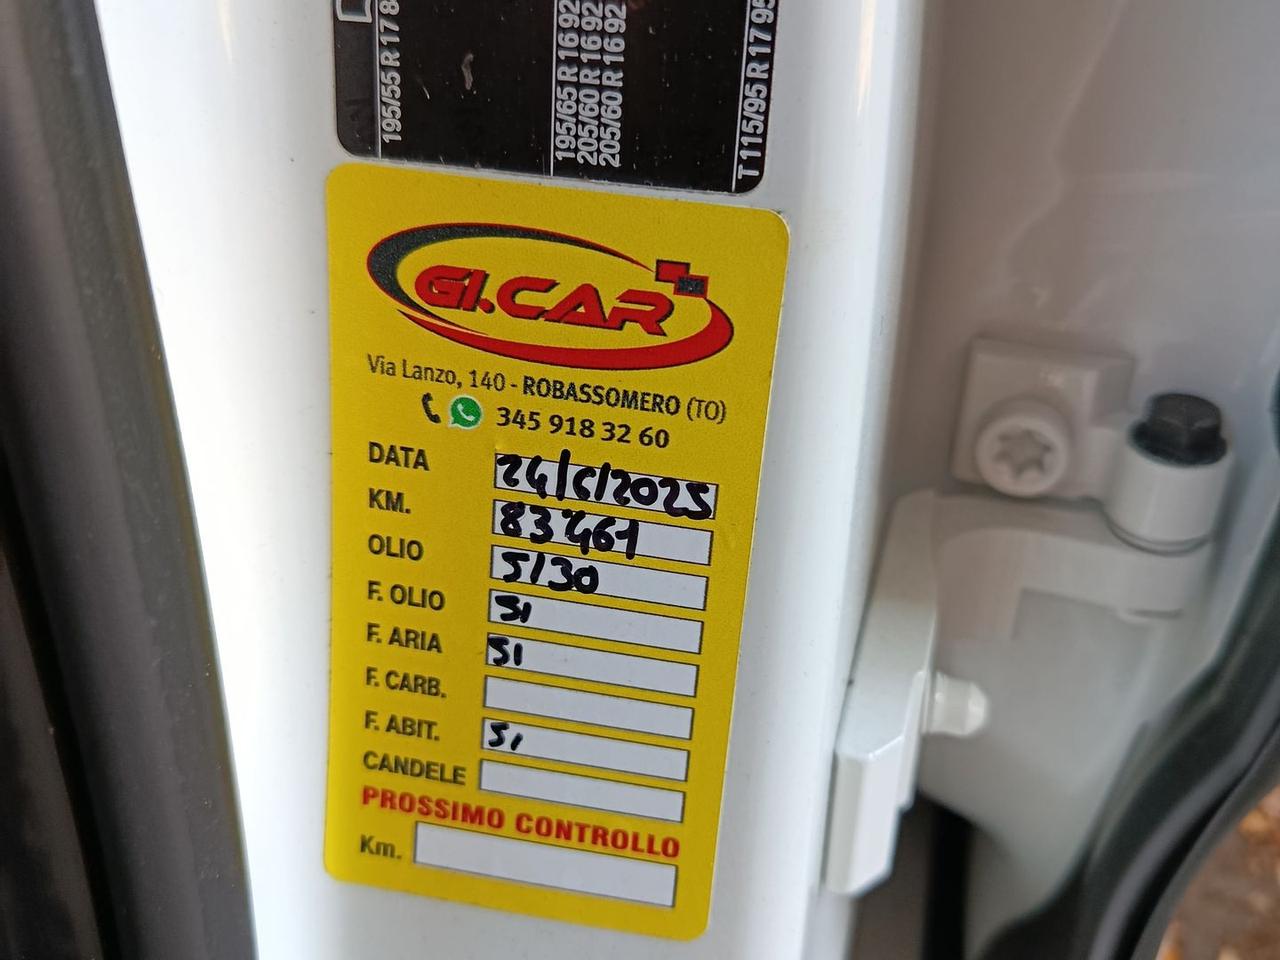 195/55 R 17 8
195/65 R 16 92
205/60 R 16 92
205/60 R 16 92
T 115/95 R 17 95
GI.CAR
Via Lanzo, 140 - ROBASSOMERO (TO)
345 918 32 60
DATA 24/6/2025
KM. 83461
OLIO 5/30
F. OLIO SI
F. ARIA SI
F. CARB.
F. ABIT. SI
CANDELE
PROSSIMO CONTROLLO
Km.